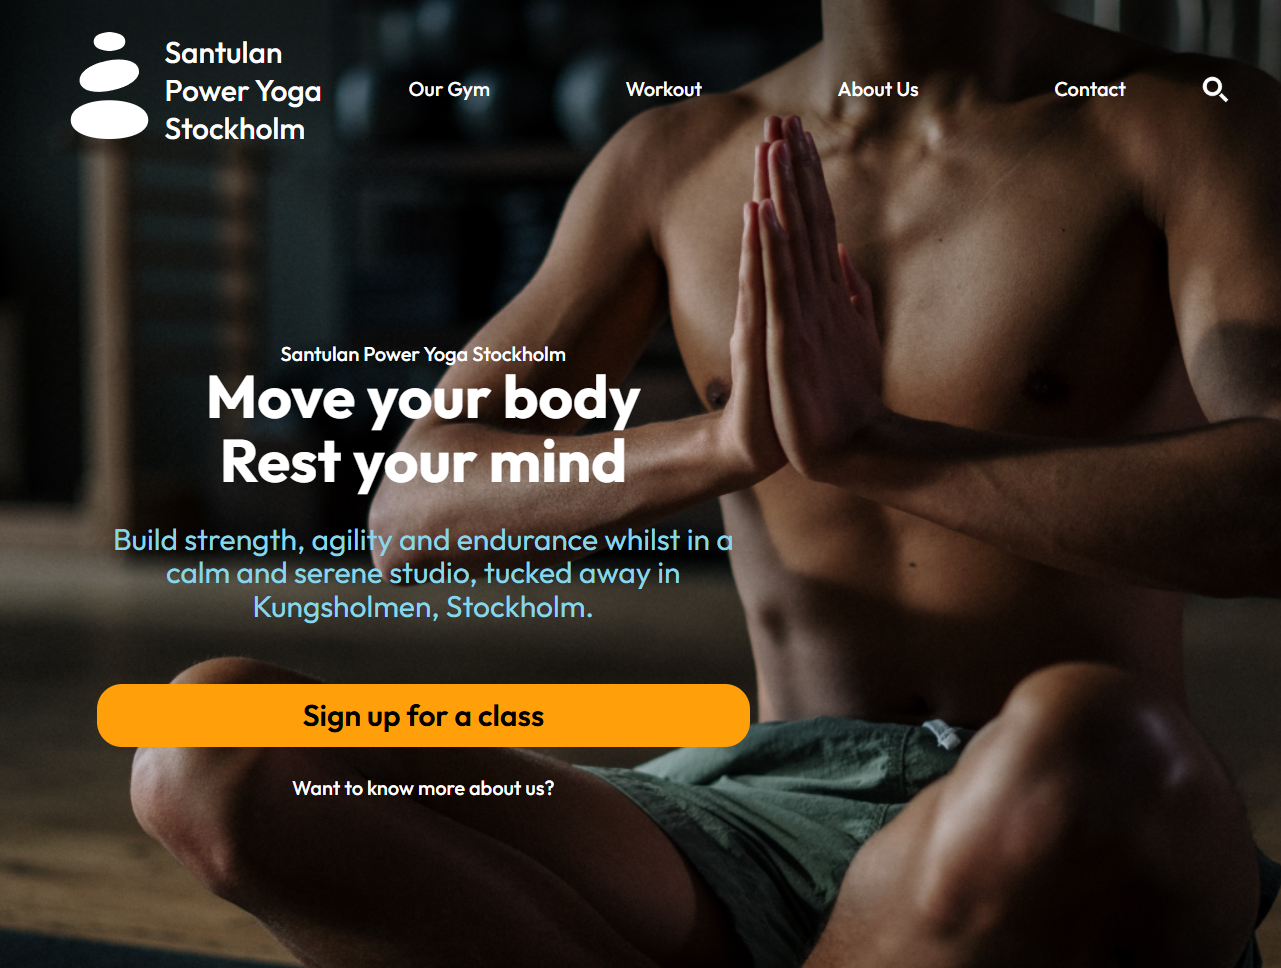 Santulan
Power Yoga
Stockholm
Our Gym
Workout
About Us
Contact
Santulan Power Yoga Stockholm
Move your body
Rest your mind
Build strength, agility and endurance whilst in a
calm and serene studio, tucked away in
Kungsholmen, Stockholm.
Sign up for a class
Want to know more about us?